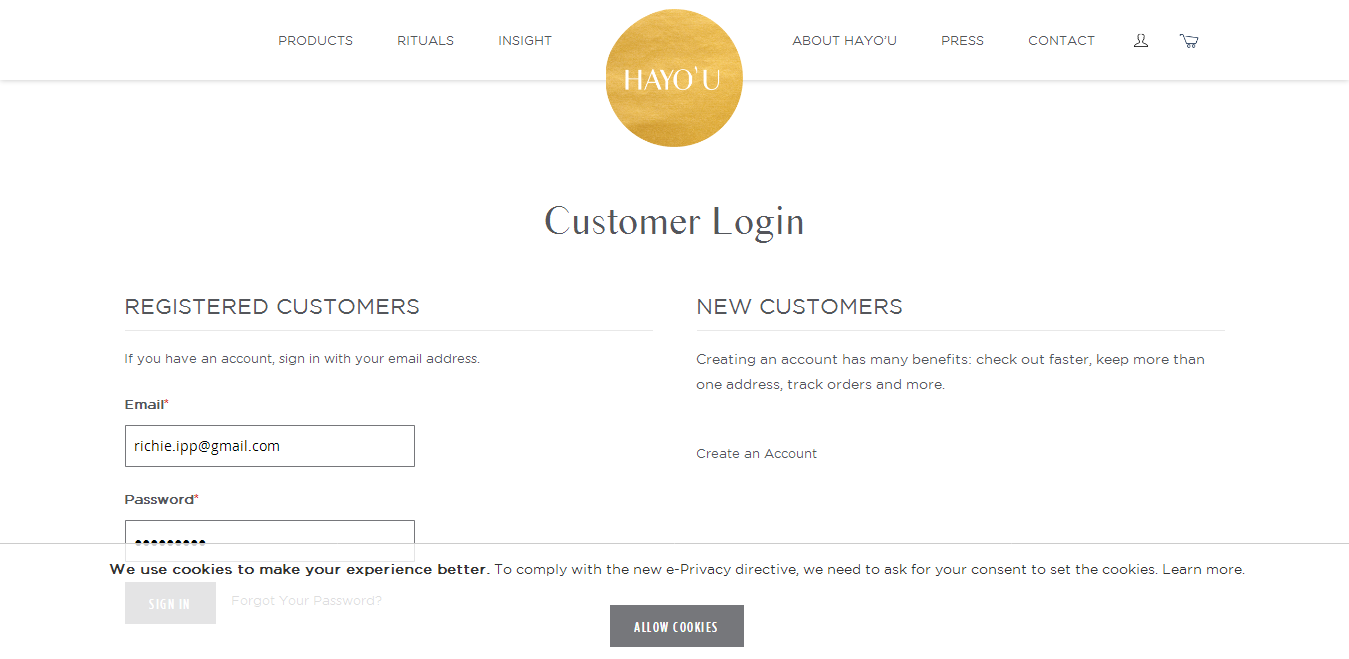 PRODUCTS RITUALS INSIGHT HAYO'U ABOUT HAYO'U PRESS CONTACT
Customer Login
REGISTERED CUSTOMERS
If you have an account, sign in with your email address.
Email*
richie.ipp@gmail.com
Password*
•••••••••
SIGN IN Forgot Your Password?
NEW CUSTOMERS
Creating an account has many benefits: check out faster, keep more than
one address, track orders and more.
Create an Account
We use cookies to make your experience better. To comply with the new e-Privacy directive, we need to ask for your consent to set the cookies. Learn more.
ALLOW COOKIES